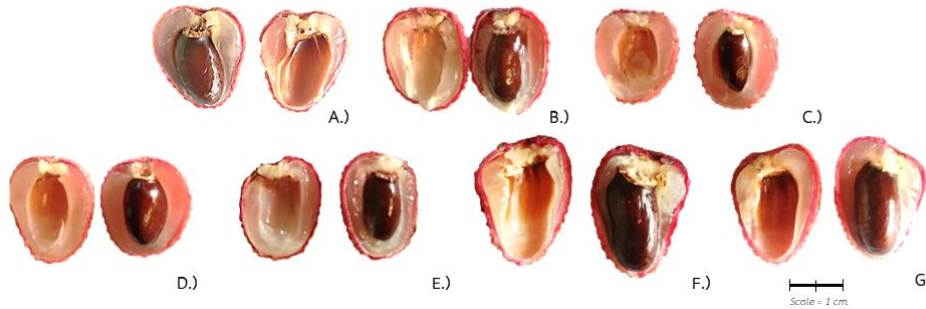 A.)
B.)
C.)
D.)
E.)
F.)
G
Scale = 1 cm.